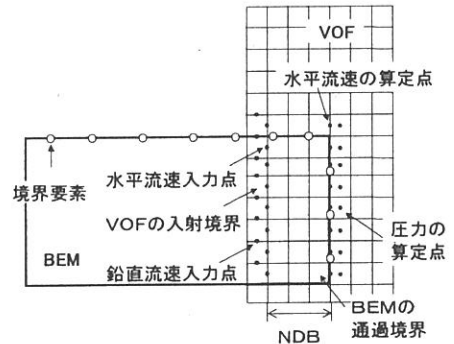 VOF
水平流速の算定点
水平流速入力点
境界要素
VOFの入射境界
圧力の
算定点
BEM
鉛直流速入力点
BEMの
通過境界
NDB